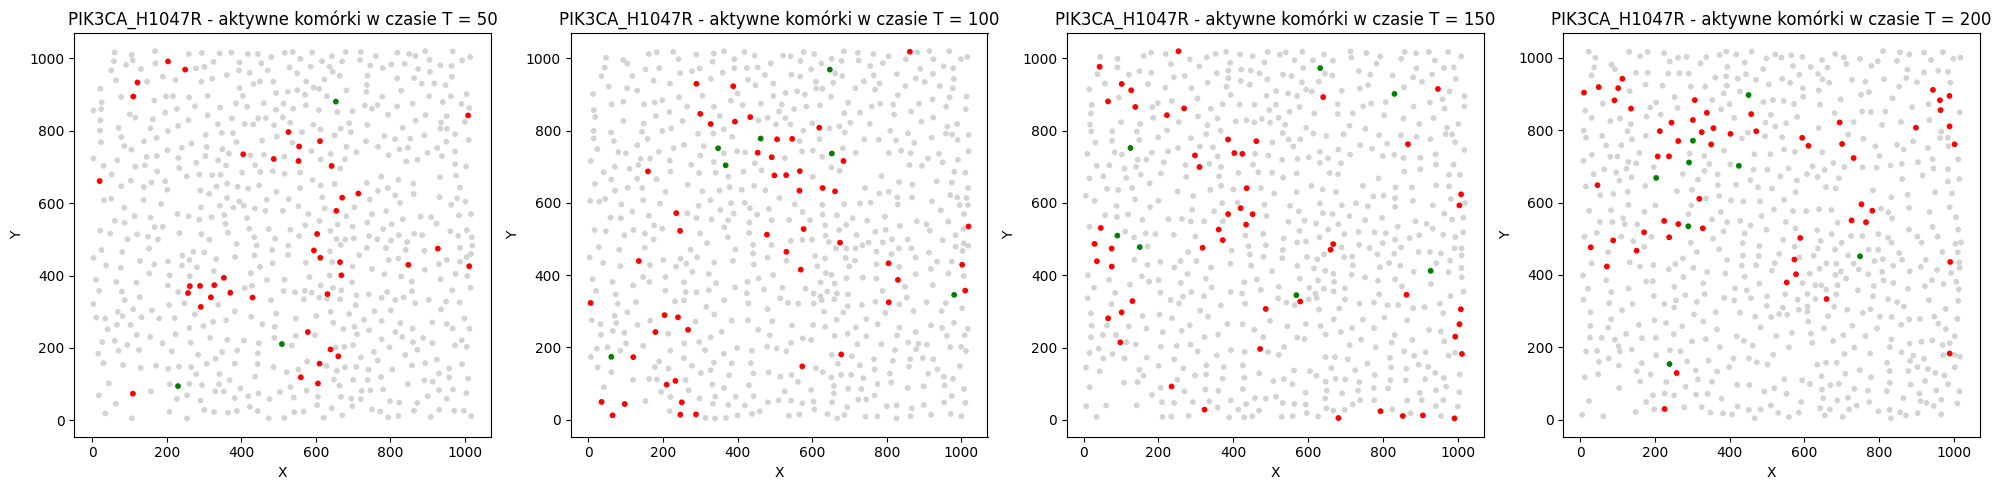 PIK3CA_H1047R - aktywne komórki w czasie T = 50
PIK3CA_H1047R - aktywne komórki w czasie T = 100
PIK3CA_H1047R - aktywne komórki w czasie T = 150
PIK3CA_H1047R - aktywne komórki w czasie T = 200
Y
1000
800
600
400
200
0
0 200 400 600 800 1000
X
Y
1000
800
600
400
200
0
0 200 400 600 800 1000
X
Y
1000
800
600
400
200
0
0 200 400 600 800 1000
X
Y
1000
800
600
400
200
0
0 200 400 600 800 1000
X